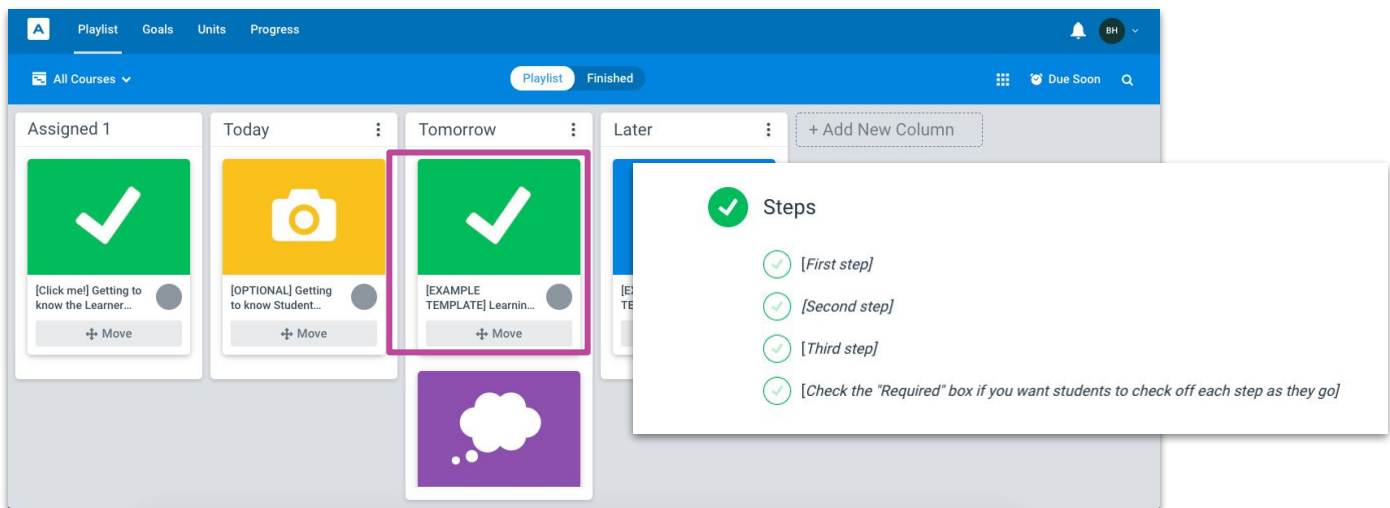 A
Playlist Goals Units Progress
BH
All Courses
Playlist Finished
Due Soon
Assigned 1
Today
Tomorrow
Later
+ Add New Column
[Click me!] Getting to
know the Learner...
Move
[OPTIONAL] Getting
to know Student...
Move
[EXAMPLE
TEMPLATE] Learnin...
Move
Steps
[First step]
[Second step]
[Third step]
[Check the "Required" box if you want students to check off each step as they go]